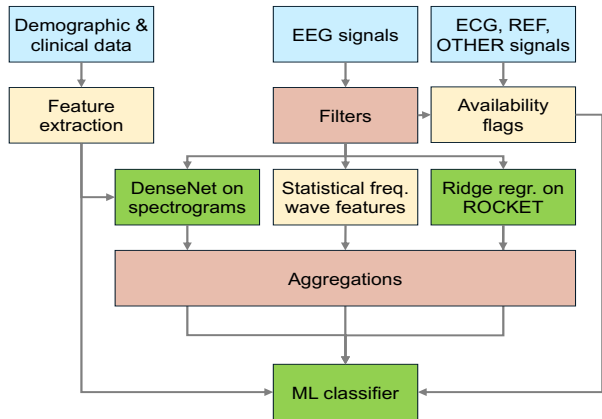 Demographic &
clinical data
EEG signals
ECG, REF,
OTHER signals
Feature
extraction
Filters
Availability
flags
DenseNet on
spectrograms
Statistical freq.
wave features
Ridge regr. on
ROCKET
Aggregations
ML classifier